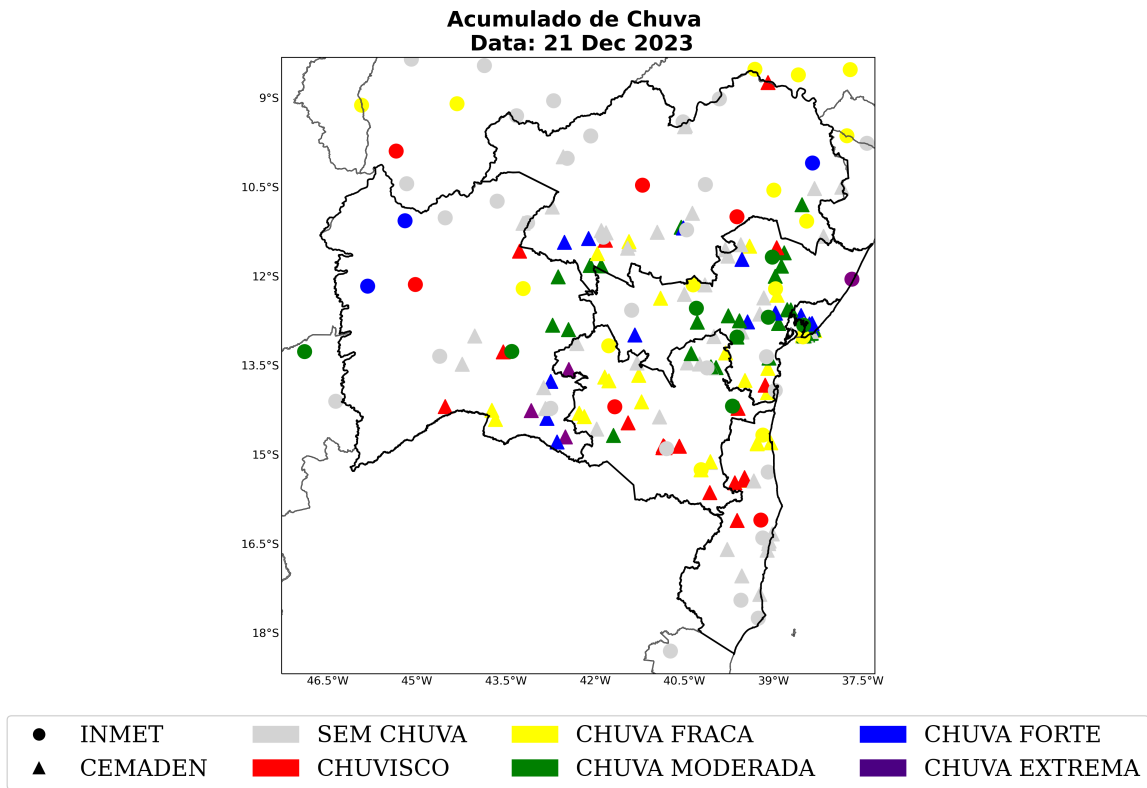 Acumulado de Chuva
Data: 21 Dec 2023
9°S
10.5°S
12°S
13.5°S
15°S
16.5°S
18°S
46.5°W 45°W 43.5°W 42°W 40.5°W 39°W 37.5°W
INMET SEM CHUVA CHUVA FRACA CHUVA FORTE
CEMADEN CHUVISCO CHUVA MODERADA CHUVA EXTREMA